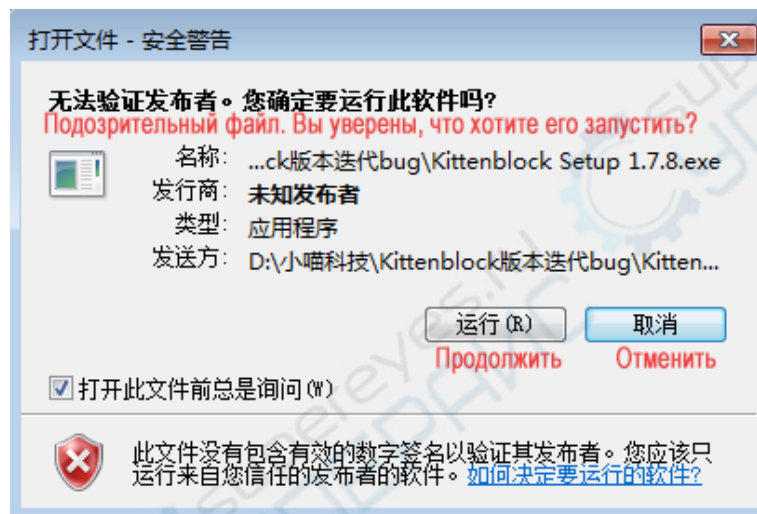 打开文件 - 安全警告
无法验证发布者。您确定要运行此软件吗?
Подозрительный файл. Вы уверены, что хотите его запустить?
名称: ...ck版本迭代bug\Kittenblock Setup 1.7.8.exe
发行商: 未知发布者
类型: 应用程序
发送方: D:\小喵科技\Kittenblock版本迭代bug\Kitten...
运行(R) 取消
Продолжить Отменить
打开此文件前总是询问(W)
此文件没有包含有效的数字签名以验证其发布者。您应该只
运行来自您信任的发布者的软件。如何决定要运行的软件?